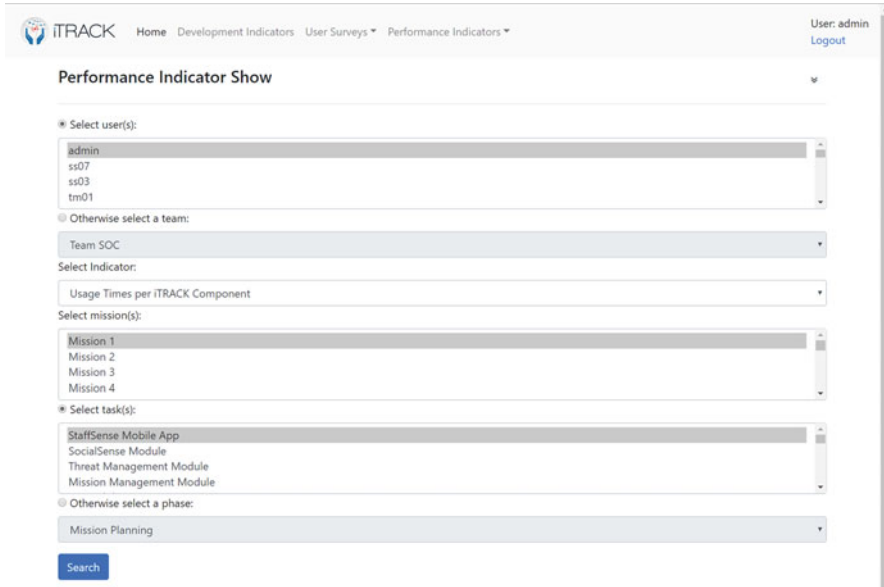 iTRACK Home Development Indicators User Surveys Performance Indicators User: admin
Logout
Performance Indicator Show
Select user(s):
admin
ss07
ss03
tm01
Otherwise select a team:
Team SOC
Select Indicator:
Usage Times per iTRACK Component
Select mission(s):
Mission 1
Mission 2
Mission 3
Mission 4
Select task(s):
StaffSense Mobile App
SocialSense Module
Threat Management Module
Mission Management Module
Otherwise select a phase:
Mission Planning
Search